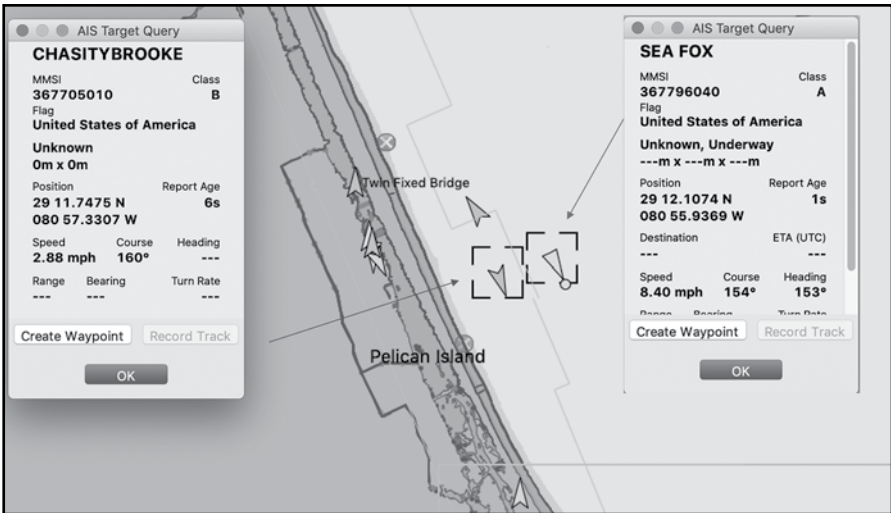 AIS Target Query
CHASITYBROOKE
MMSI Class
367705010 B
Flag
United States of America
Unknown
0m x 0m
Position Report Age
29 11.7475 N 6s
080 57.3307 W
Speed Course Heading
2.88 mph 160° ---
Range Bearing Turn Rate
--- --- ---
Create Waypoint Record Track
OK
Twin Fixed Bridge
Pelican Island
AIS Target Query
SEA FOX
MMSI Class
367796040 A
Flag
United States of America
Unknown, Underway
---m x ---m x ---m
Position Report Age
29 12.1074 N 1s
080 55.9369 W
Destination ETA (UTC)
--- ---
Speed Course Heading
8.40 mph 154° 153°
Range Bearing Turn Rate
Create Waypoint Record Track
OK